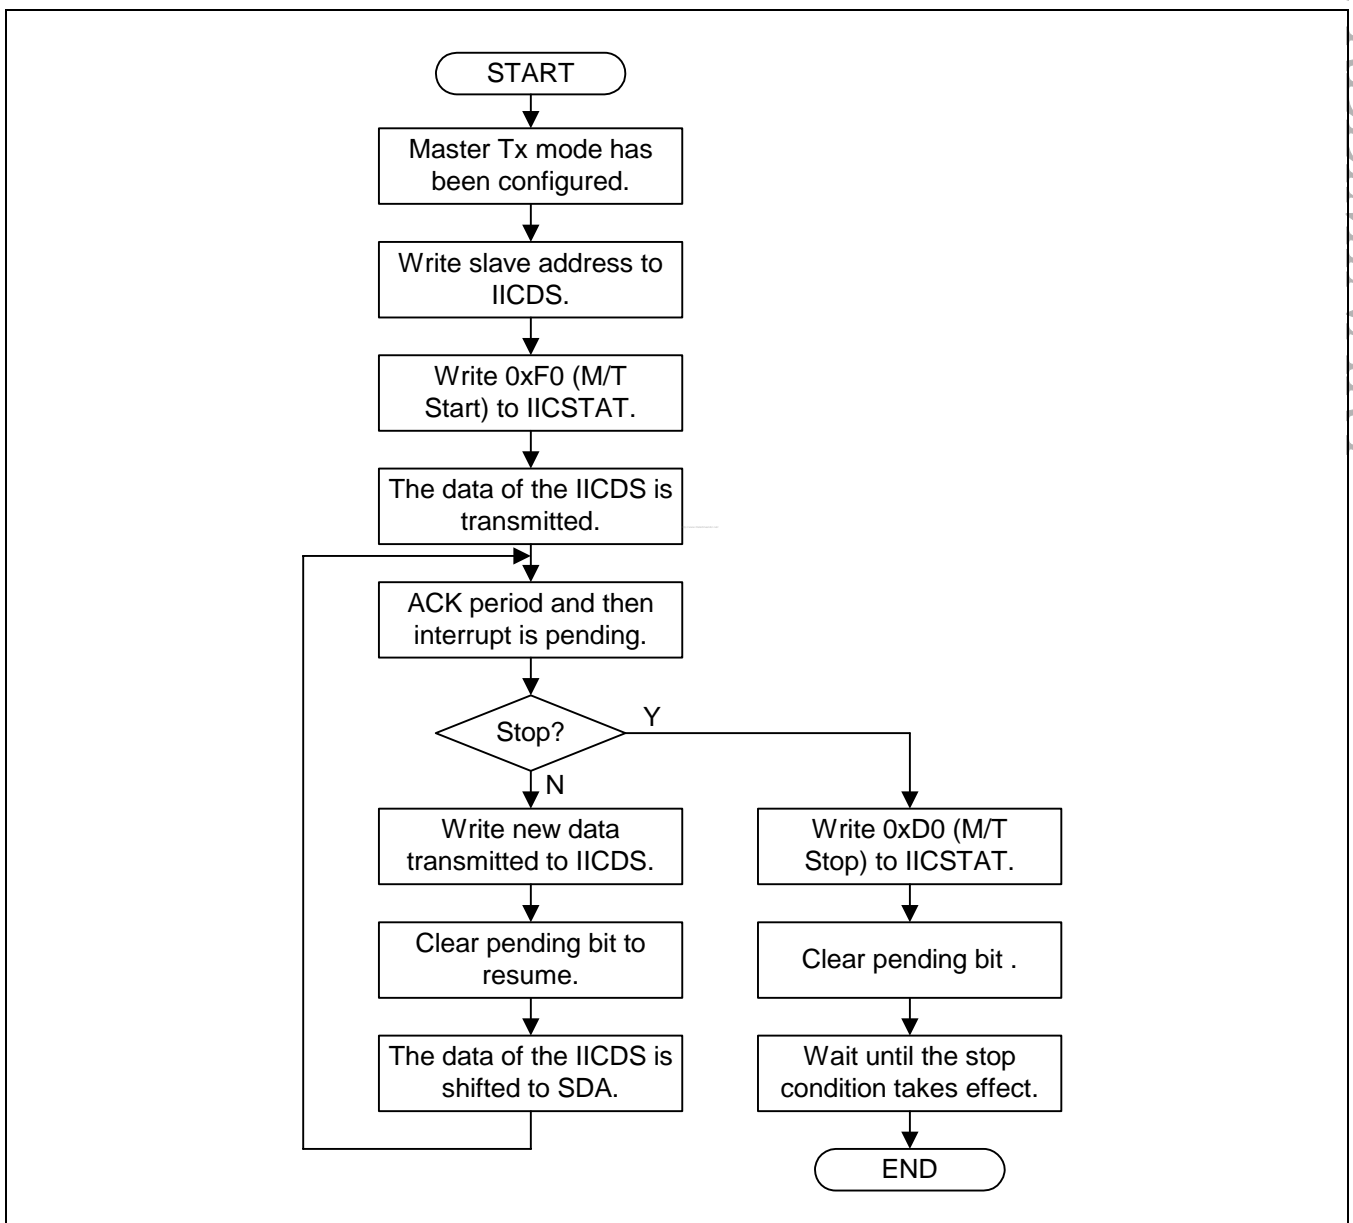 START
Master Tx mode has
been configured.
Write slave address to
IICDS.
Write 0xF0 (M/T
Start) to IICSTAT.
The data of the IICDS is
transmitted.
ACK period and then
interrupt is pending.
Stop?
Y
N
Write new data
transmitted to IICDS.
Clear pending bit to
resume.
The data of the IICDS is
shifted to SDA.
Write 0xD0 (M/T
Stop) to IICSTAT.
Clear pending bit .
Wait until the stop
condition takes effect.
END